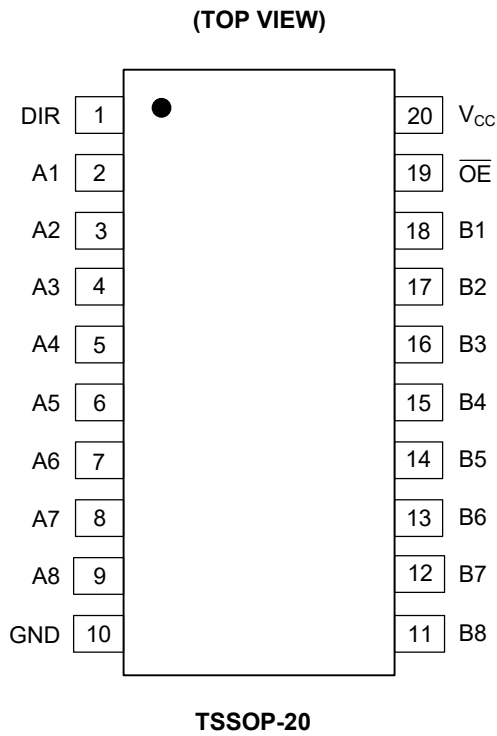 (TOP VIEW)
DIR 1 20 V_CC
A1 2 19 O̅E̅
A2 3 18 B1
A3 4 17 B2
A4 5 16 B3
A5 6 15 B4
A6 7 14 B5
A7 8 13 B6
A8 9 12 B7
GND 10 11 B8
TSSOP-20